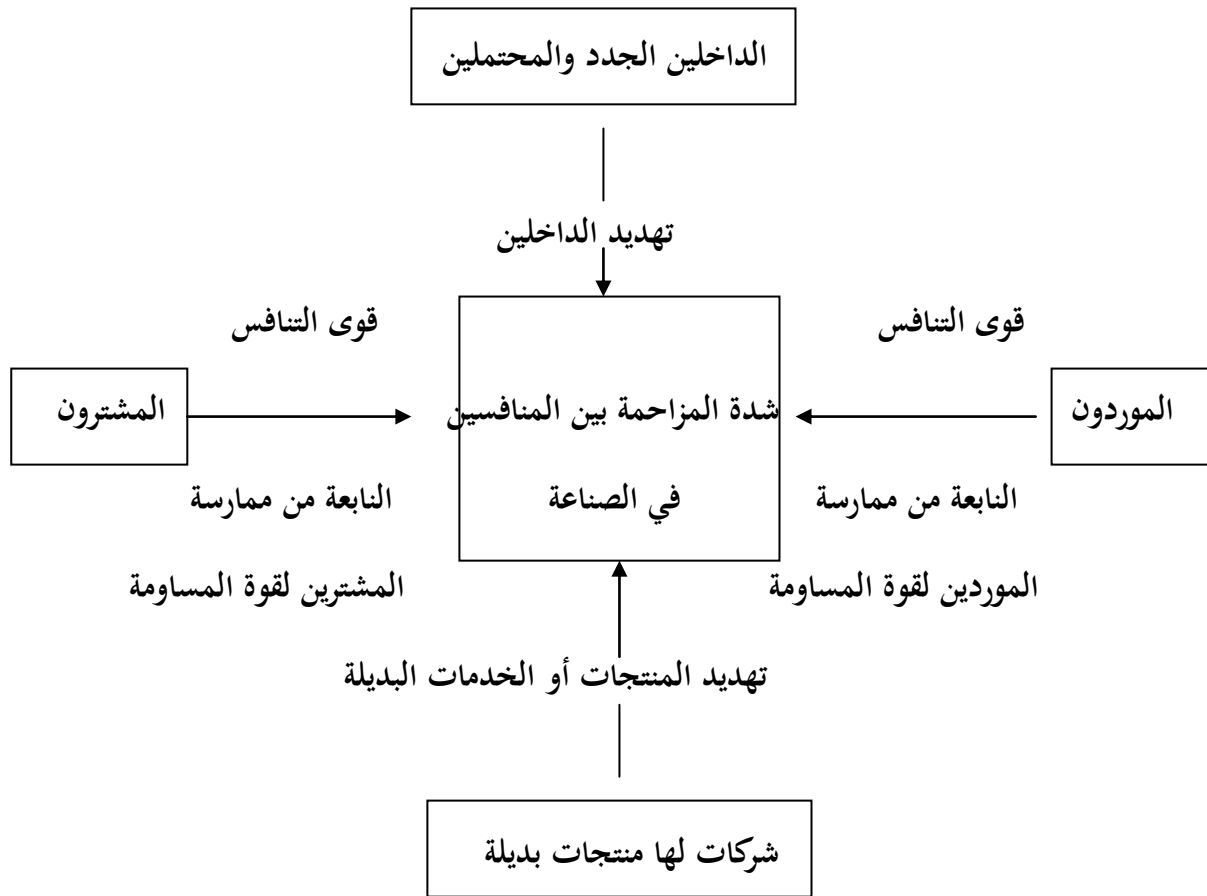 الداخلين الجدد والمحتملين
تهديد الداخلين
قوى التنافس
قوى التنافس
الموردون
شدة المزاحمة بين المنافسين
المشترون
النابعة من ممارسة
في الصناعة
النابعة من ممارسة
الموردين لقوة المساومة
المشترين لقوة المساومة
تهديد المنتجات أو الخدمات البديلة
شركات لها منتجات بديلة